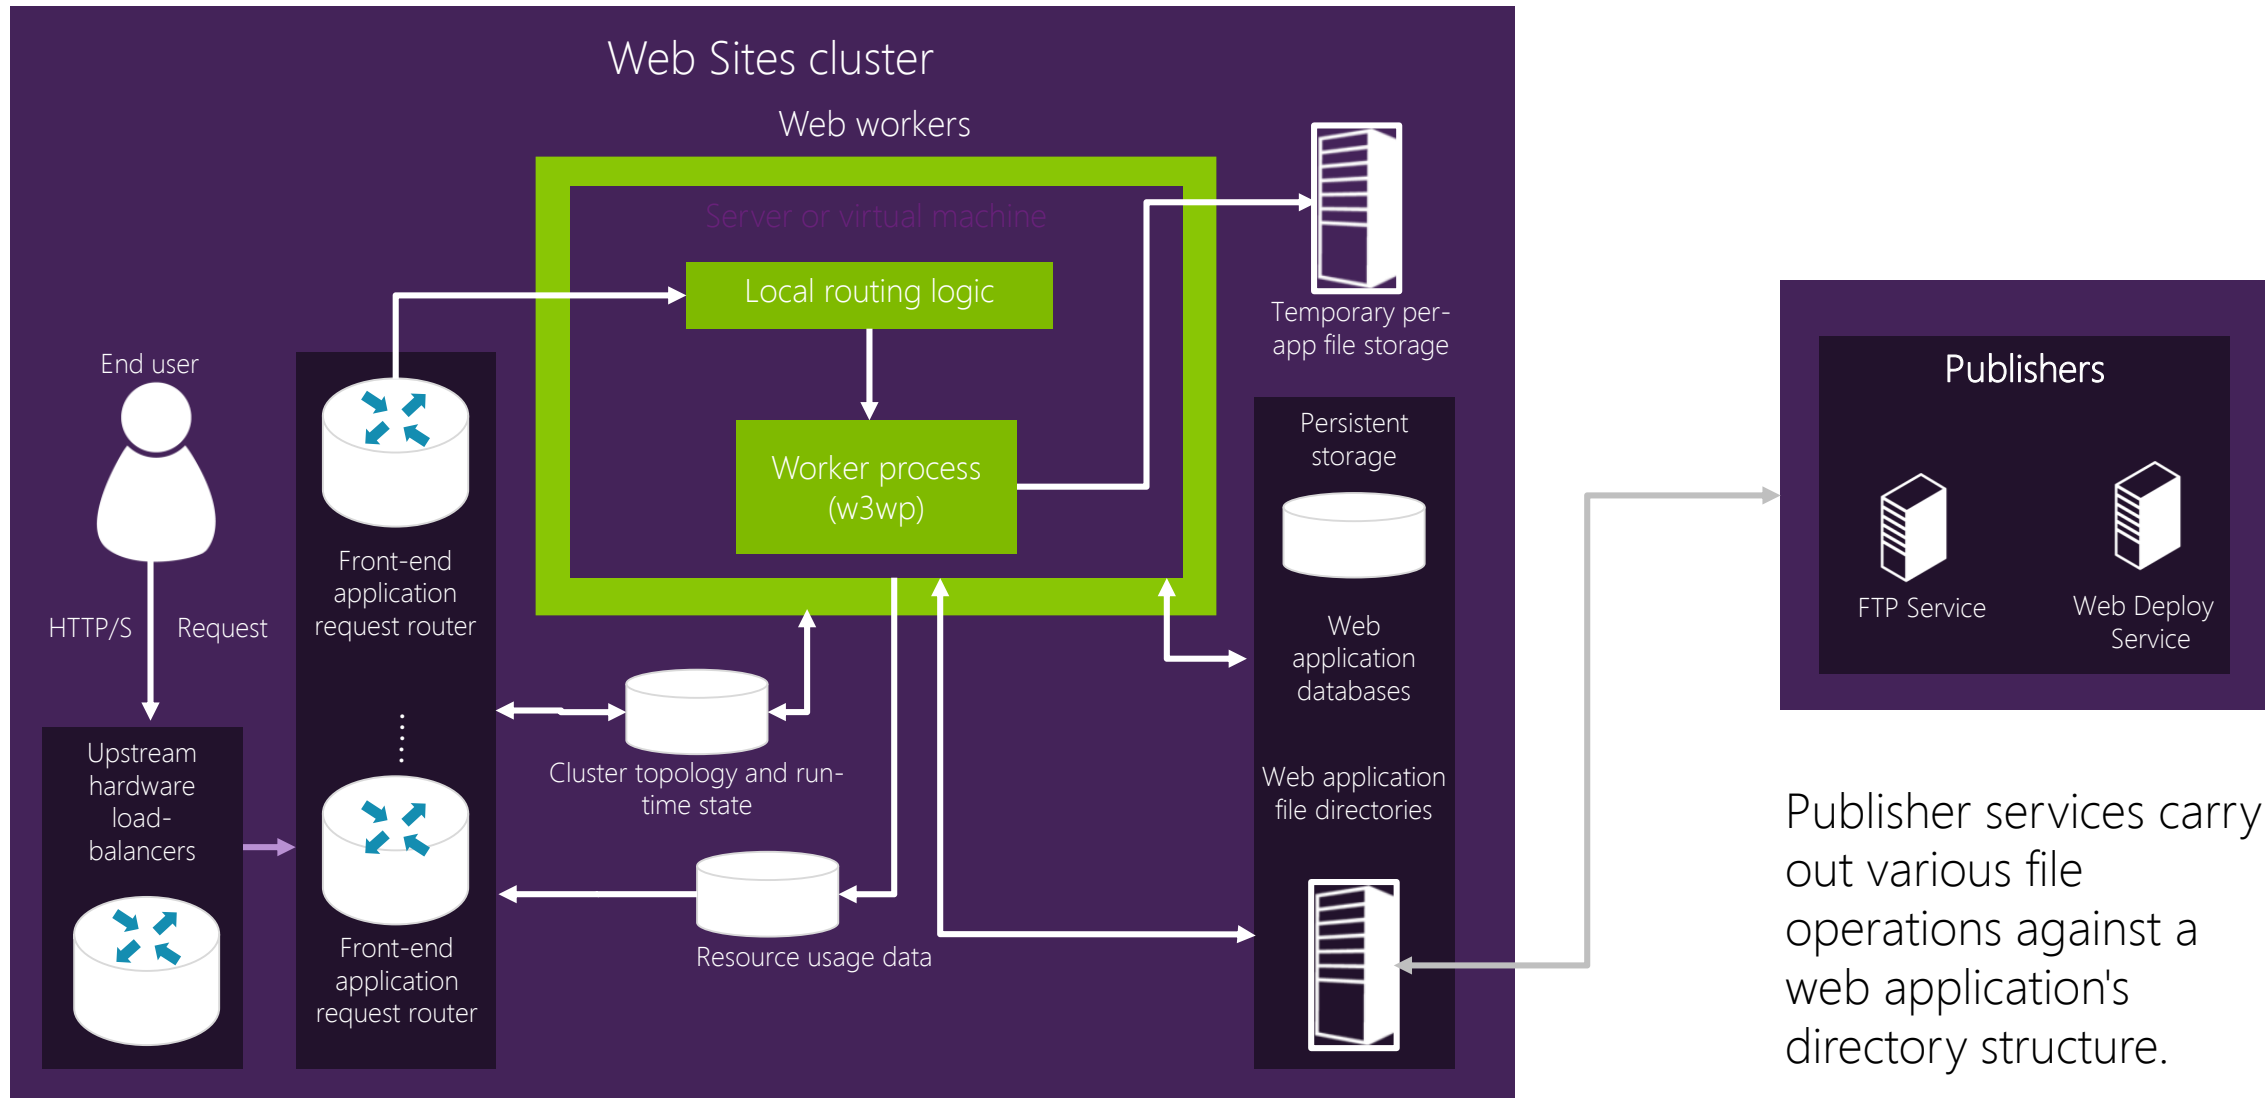 Web Sites cluster
Web workers
Server or virtual machine
Local routing logic
Worker process
(w3wp)
Temporary per-
app file storage
End user
HTTP/S
Request
Upstream
hardware
load-
balancers
Front-end
application
request router
Front-end
application
request router
Cluster topology and run-
time state
Resource usage data
Persistent
storage
Web
application
databases
Web application
file directories
Publishers
FTP Service
Web Deploy
Service
Publisher services carry
out various file
operations against a
web application's
directory structure.